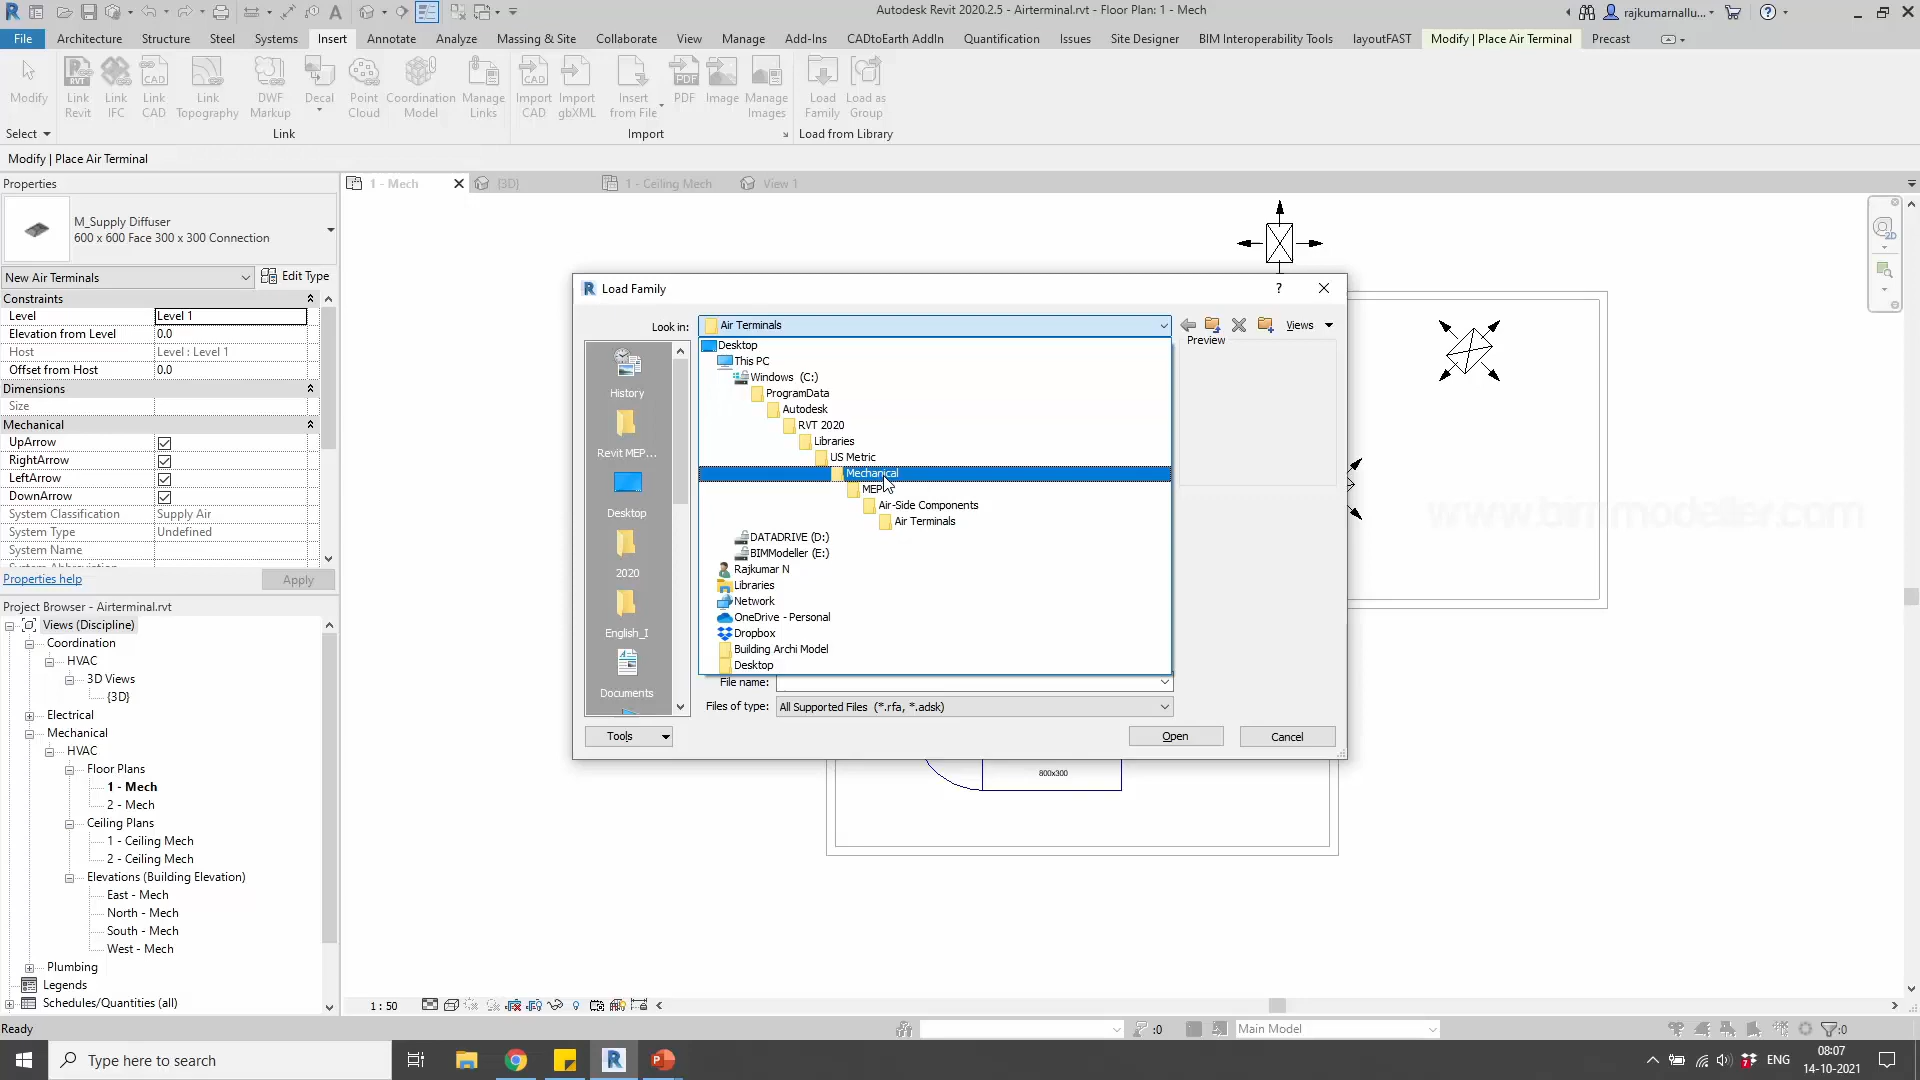 Autodesk Revit 2020.2.5 - Airterminal.rvt - Floor Plan: 1 - Mech
rajkumarnallu...
File Architecture Structure Steel Systems Insert Annotate Analyze Massing & Site Collaborate View Manage Add-Ins CADtoEarth AddIn Quantification Issues Site Designer BIM Interoperability Tools layoutFAST Modify | Place Air Terminal Precast
Modify
Link Revit
Link IFC
Link CAD
Link Topography
DWF Markup
Decal
Point Cloud
Coordination Model
Manage Links
Import CAD
Import gbXML
Insert from File
PDF
Image
Manage Images
Load Family
Load as Group
Select
Link
Import
Load from Library
Modify | Place Air Terminal
Properties
1 - Mech
{3D}
1 - Ceiling Mech
View 1
M_Supply Diffuser
600 x 600 Face 300 x 300 Connection
New Air Terminals
Edit Type
Constraints
Level Level 1
Elevation from Level 0.0
Host Level : Level 1
Offset from Host 0.0
Dimensions
Size
Mechanical
UpArrow
RightArrow
LeftArrow
DownArrow
System Classification Supply Air
System Type Undefined
System Name
System Abbreviation
Properties help
Apply
Project Browser - Airterminal.rvt
Views (Discipline)
Coordination
HVAC
3D Views
{3D}
Electrical
Mechanical
HVAC
Floor Plans
1 - Mech
2 - Mech
Ceiling Plans
1 - Ceiling Mech
2 - Ceiling Mech
Elevations (Building Elevation)
East - Mech
North - Mech
South - Mech
West - Mech
Plumbing
Legends
Schedules/Quantities (all)
Load Family
?
Look in: Air Terminals
Views
Preview
History
Revit MEP...
Desktop
2020
English_I
Documents
Desktop
This PC
Windows (C:)
ProgramData
Autodesk
RVT 2020
Libraries
US Metric
Mechanical
MEP
Air-Side Components
Air Terminals
DATADRIVE (D:)
BIMModeller (E:)
Rajkumar N
Libraries
Network
OneDrive - Personal
Dropbox
Building Archi Model
Desktop
File name:
Files of type: All Supported Files (*.rfa, *.adsk)
Tools
Open
Cancel
800x300
www.bimmodeller.com
2D
1 : 50
Ready
:0
Main Model
:0
Type here to search
ENG
08:07
14-10-2021